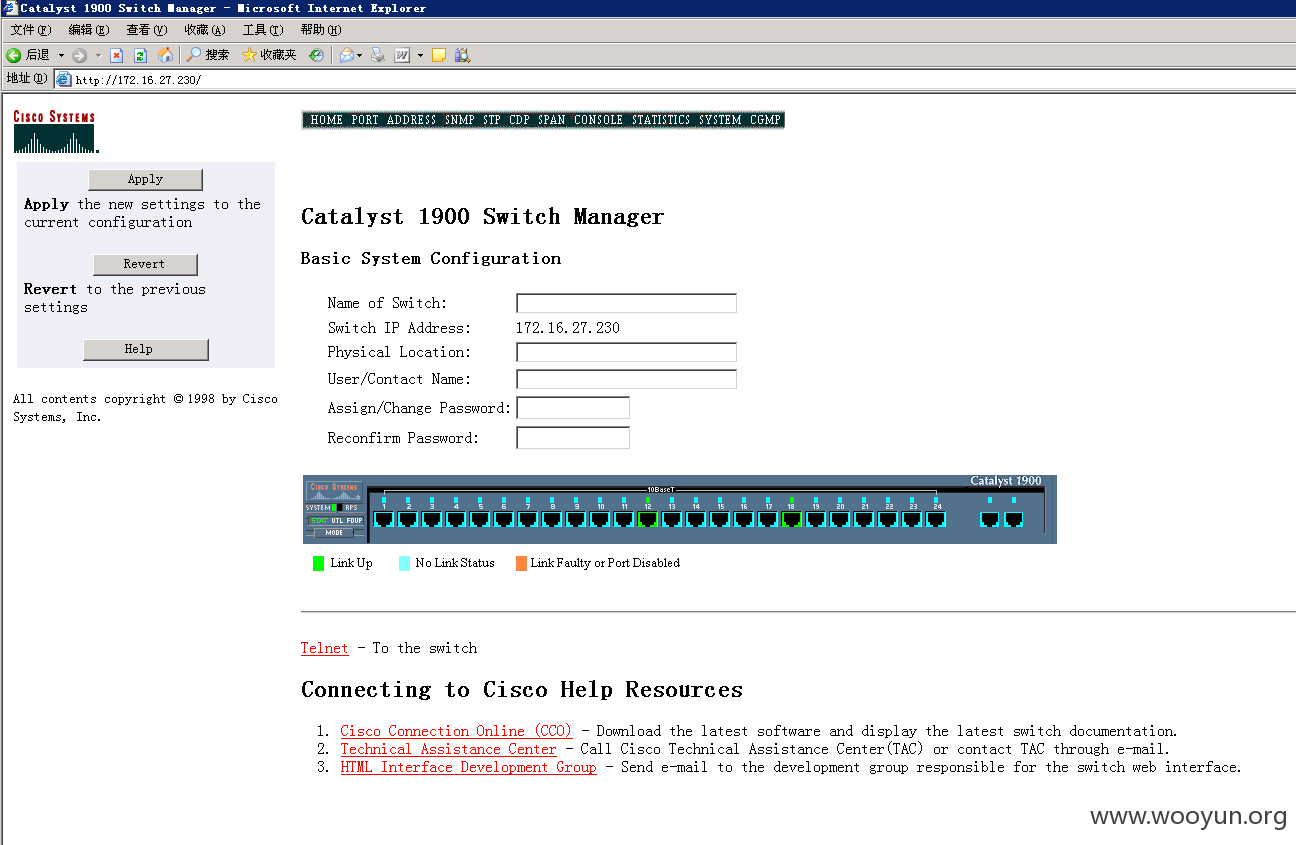 Catalyst 1900 Switch Manager - Microsoft Internet Explorer
文件(F) 编辑(E) 查看(V) 收藏(A) 工具(T) 帮助(H)
后退 搜索 收藏夹
地址(D) http://172.16.27.230/
CISCO SYSTEMS
HOME PORT ADDRESS SNMP STP CDP SPAN CONSOLE STATISTICS SYSTEM CGMP
Apply
Apply the new settings to the
current configuration
Revert
Revert to the previous
settings
Help
All contents copyright ©1998 by Cisco
Systems, Inc.
Catalyst 1900 Switch Manager
Basic System Configuration
Name of Switch:
Switch IP Address: 172.16.27.230
Physical Location:
User/Contact Name:
Assign/Change Password:
Reconfirm Password:
Catalyst 1900
CISCO SYSTEMS
10BaseT
SYSTEM RPS
1 2 3 4 5 6 7 8 9 10 11 12 13 14 15 16 17 18 19 20 21 22 23 24
STAT UTL FDUP
MODE
Link Up No Link Status Link Faulty or Port Disabled
Telnet - To the switch
Connecting to Cisco Help Resources
1. Cisco Connection Online (CCO) - Download the latest software and display the latest switch documentation.
2. Technical Assistance Center - Call Cisco Technical Assistance Center(TAC) or contact TAC through e-mail.
3. HTML Interface Development Group - Send e-mail to the development group responsible for the switch web interface.
www.wooyun.org